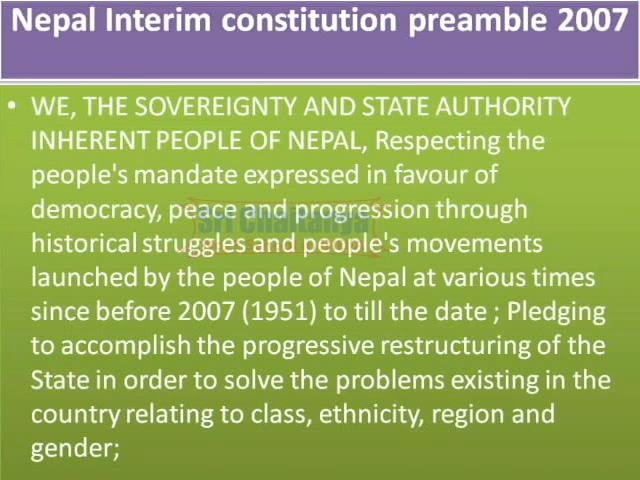 Nepal Interim constitution preamble 2007
• WE, THE SOVEREIGNTY AND STATE AUTHORITY
INHERENT PEOPLE OF NEPAL, Respecting the
people's mandate expressed in favour of
democracy, peace and progression through
Sri Chaitanya
historical struggles and people's movements
launched by the people of Nepal at various times
since before 2007 (1951) to till the date ; Pledging
to accomplish the progressive restructuring of the
State in order to solve the problems existing in the
country relating to class, ethnicity, region and
gender;